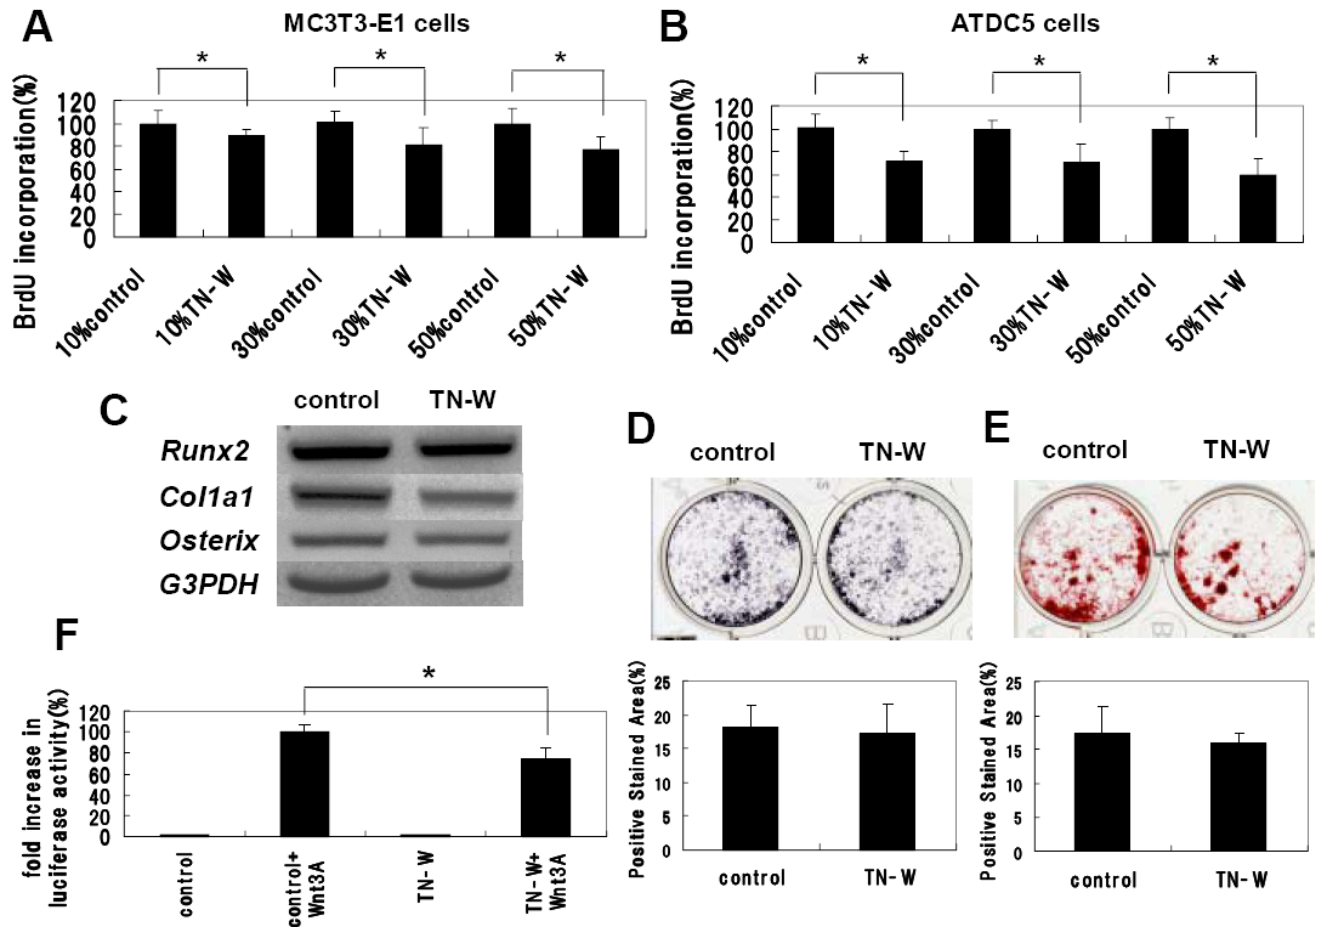 A
MC3T3-E1 cells
BrdU incorporation(%)
120
100
80
60
40
20
0
* * *
10%control
10%TN-W
30%control
30%TN-W
50%control
50%TN-W
B
ATDC5 cells
BrdU incorporation(%)
120
100
80
60
40
20
0
* * *
10%control
10%TN-W
30%control
30%TN-W
50%control
50%TN-W
C
control TN-W
Runx2
Col1a1
Osterix
G3PDH
D
control TN-W
Positive Stained Area(%)
25
20
15
10
5
0
control TN-W
E
control TN-W
B
Positive Stained Area(%)
25
20
15
10
5
0
control TN-W
F
fold increase in
luciferase activity(%)
120
100
80
60
40
20
0
*
control
control+
Wnt3A
TN-W
TN-W+
Wnt3A